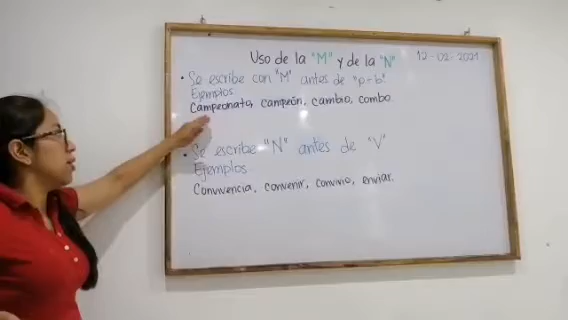 Uso de la "M" y de la "N" 12-02-2021
• Se escribe con "M" antes de "p-b"
Ejemplos
Campeonato, campeón, cambio, combo.
• Se escribe "N" antes de "V"
Ejemplos
Convivencia, convenir, convivio, enviar.